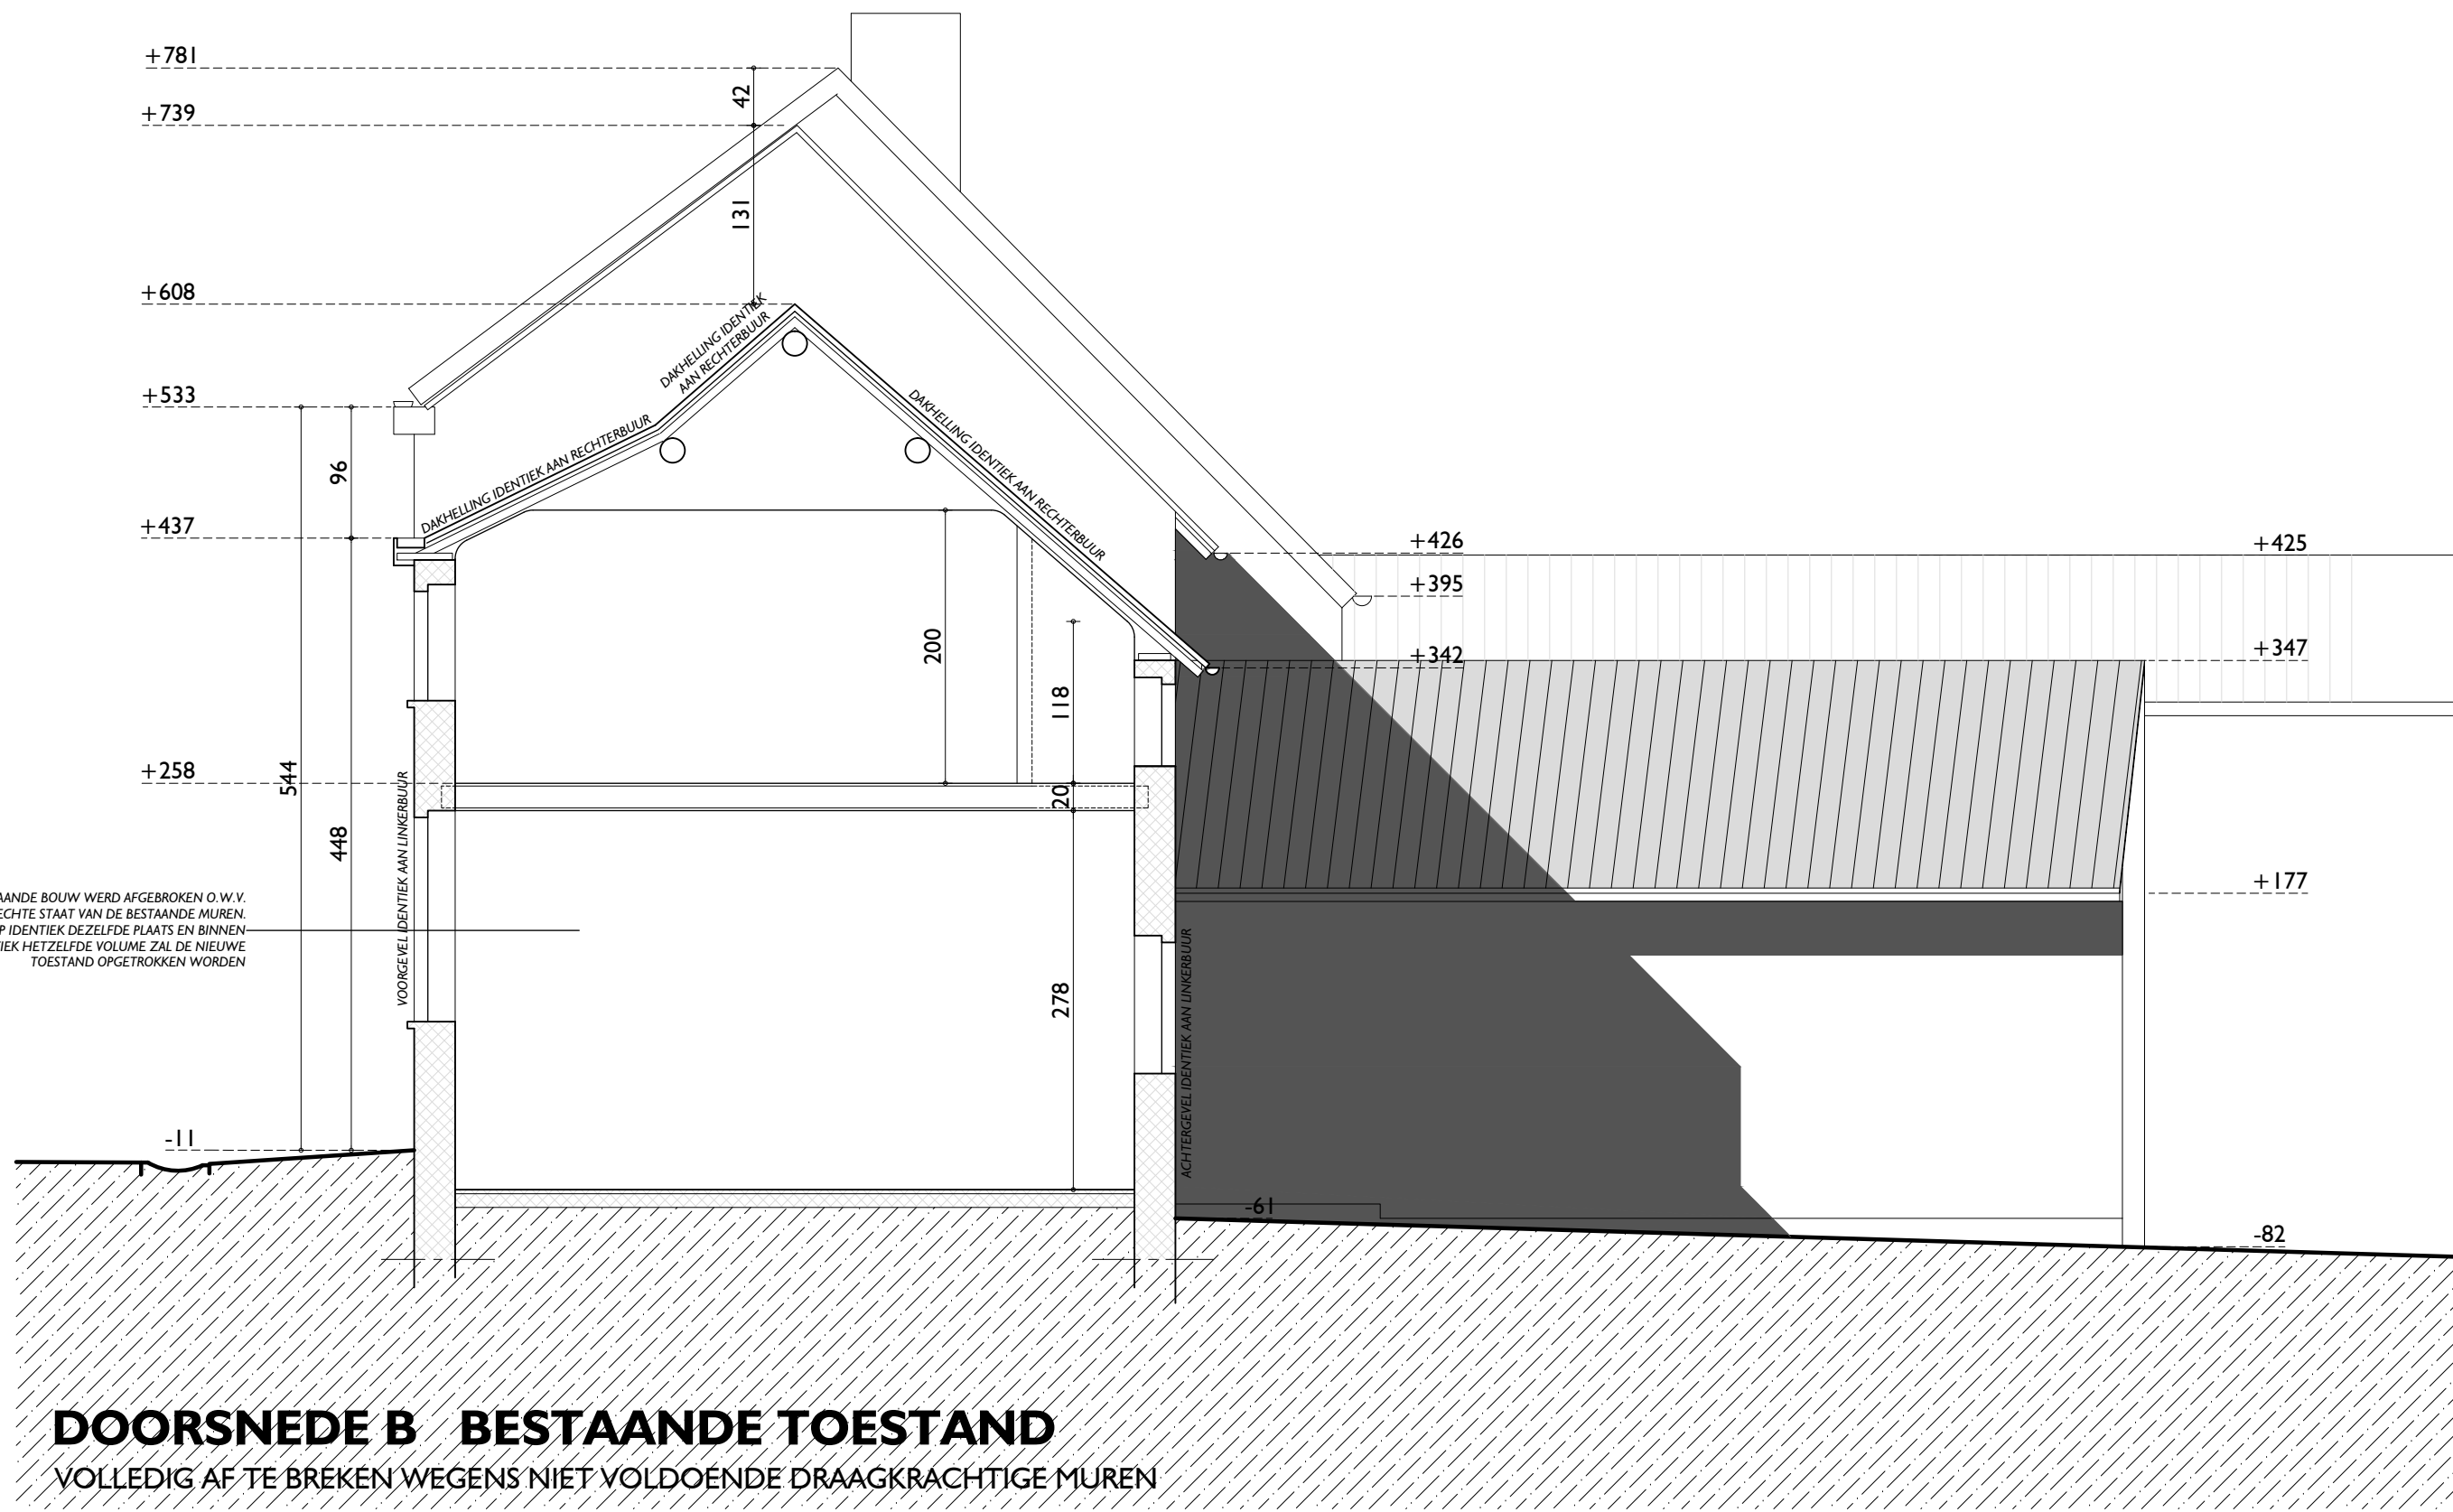 +781
42
+739
131
+608
DAKHELLING IDENTIEK
AAN RECHTERBUUR
+533
DAKHELLING IDENTIEK AAN RECHTERBUUR
DAKHELLING IDENTIEK AAN RECHTERBUUR
96
+437
+426
+425
+395
200
+342
+347
118
+258
544
20
448
+177
VOORGEVEL IDENTIEK AAN LINKERBUUR
BOUW WERD AFGEBROKEN O.W.V.
STAAT VAN DE BESTAANDE MUREN.
IDENTIEK DEZELFDE PLAATS EN BINNEN
HETZELFDE VOLUME ZAL DE NIEUWE
TOESTAND OPGETROKKEN WORDEN
278
ACHTERGEVEL IDENTIEK AAN LINKERBUUR
-11
-61
-82
DOORSNEDE B BESTAANDE TOESTAND
VOLLEDIG AF TE BREKEN WEGENS NIET VOLDOENDE DRAAGKRACHTIGE MUREN